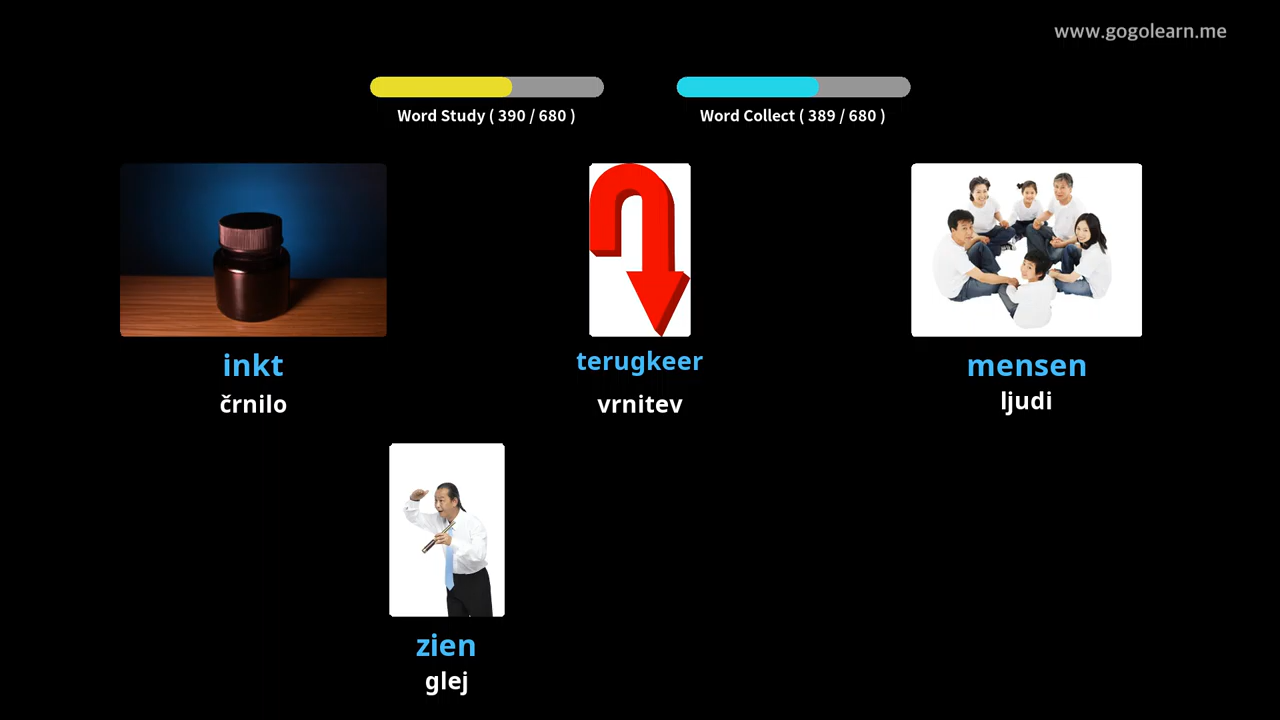 www.gogolearn.me
Word Study ( 390 / 680 )
Word Collect ( 389 / 680 )
inkt
črnilo
terugkeer
vrnitev
mensen
ljudi
zien
glej